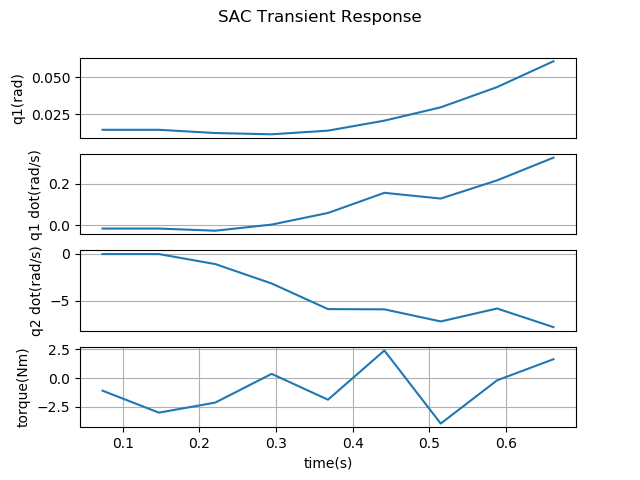 SAC Transient Response
0.050
0.025
q1(rad)
0.2
0.0
q1 dot(rad/s)
0
−5
q2 dot(rad/s)
2.5
0.0
−2.5
torque(Nm)
0.1 0.2 0.3 0.4 0.5 0.6
time(s)